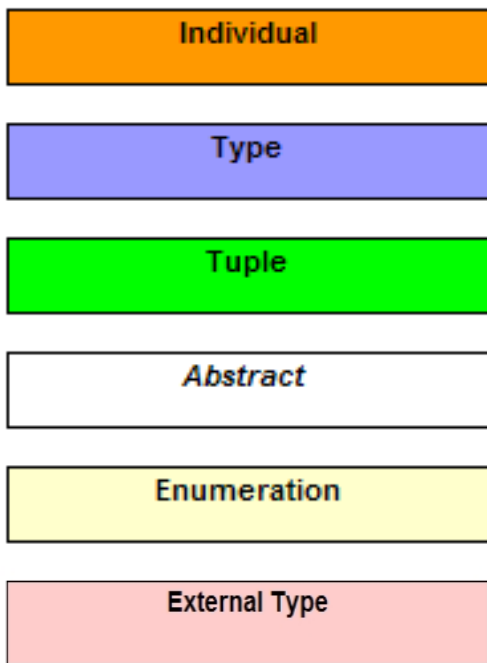 Individual
Type
Tuple
Abstract
Enumeration
External Type